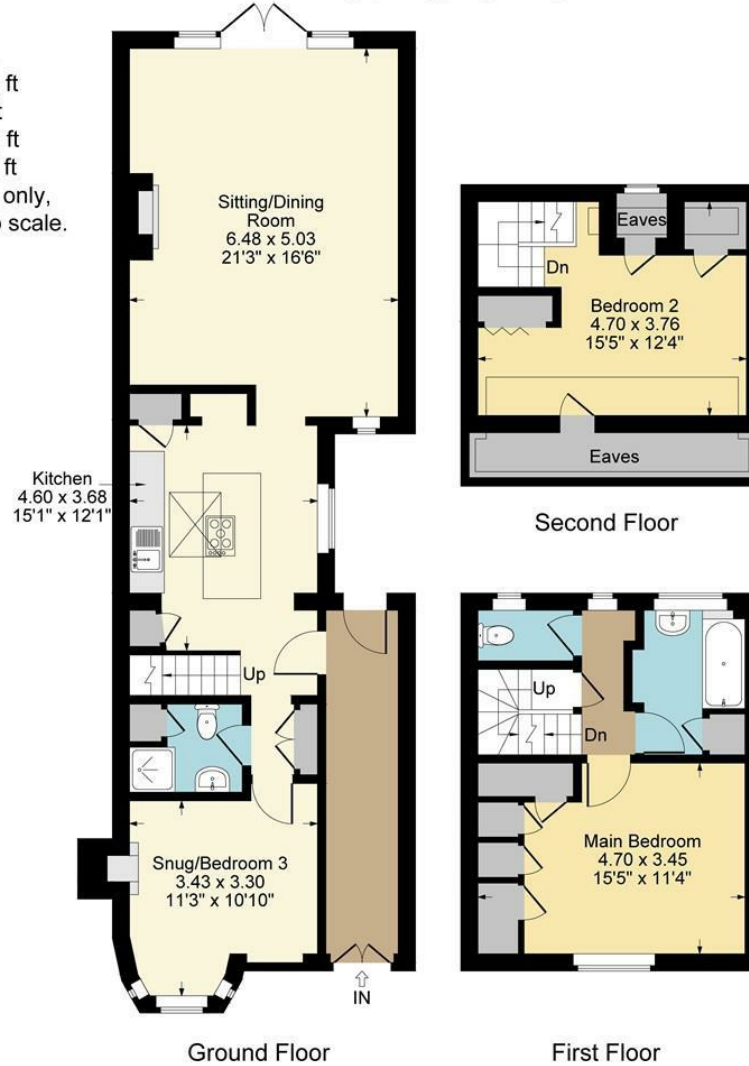 ft
ft
ft
only,
scale.
Sitting/Dining
Room
6.48 x 5.03
21'3" x 16'6"
Kitchen
4.60 x 3.68
15'1" x 12'1"
Up
Snug/Bedroom 3
3.43 x 3.30
11'3" x 10'10"
IN
Ground Floor
Eaves
Dn
Bedroom 2
4.70 x 3.76
15'5" x 12'4"
Eaves
Second Floor
Up
Dn
Main Bedroom
4.70 x 3.45
15'5" x 11'4"
First Floor